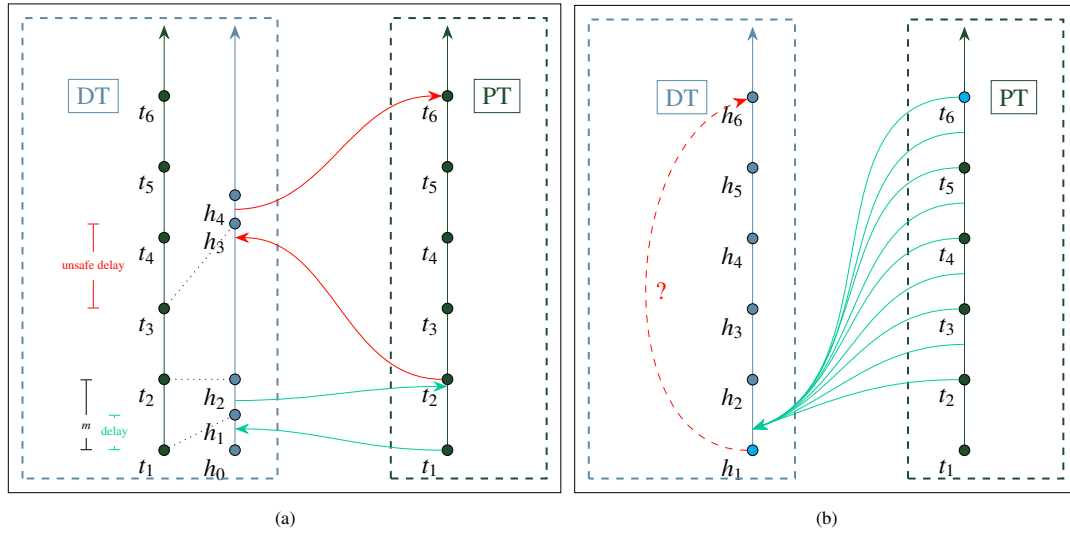 DT
PT
t6
t6
t5
t5
h4
h3
t4
t4
unsafe delay
t3
t3
t2
h2
t2
m
delay
h1
t1
h0
t1
(a)
DT
PT
h6
t6
h5
t5
h4
t4
?
h3
t3
h2
t2
h1
t1
(b)